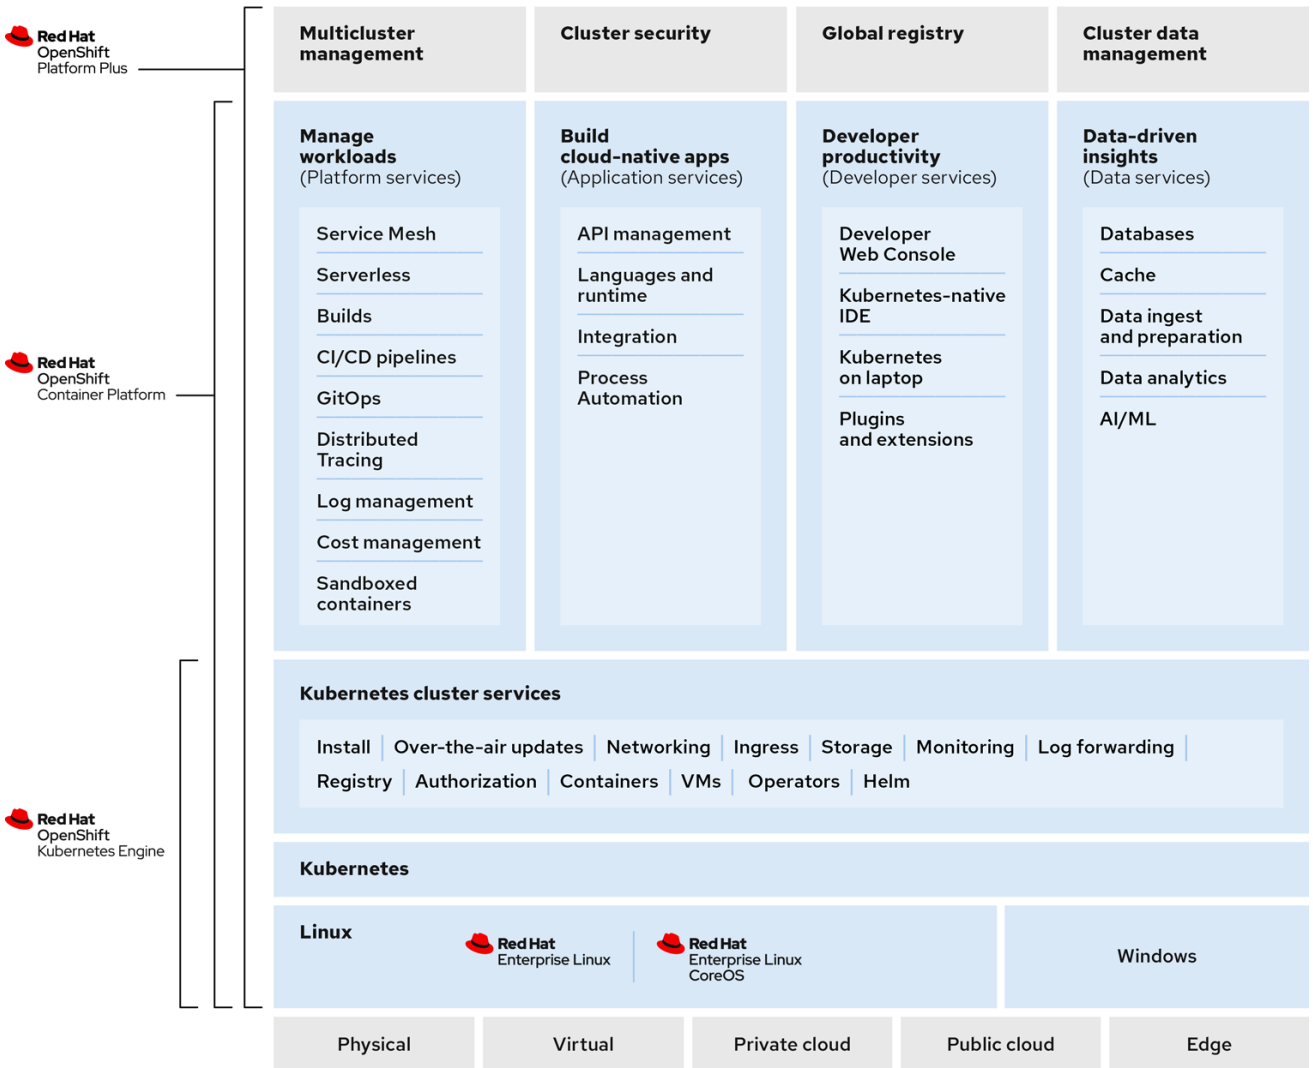 Red Hat
OpenShift
Platform Plus
Multicluster
management
Cluster security
Global registry
Cluster data
management
Red Hat
OpenShift
Container Platform
Manage
workloads
(Platform services)
Service Mesh
Serverless
Builds
CI/CD pipelines
GitOps
Distributed
Tracing
Log management
Cost management
Sandboxed
containers
Build
cloud-native apps
(Application services)
API management
Languages and
runtime
Integration
Process
Automation
Developer
productivity
(Developer services)
Developer
Web Console
Kubernetes-native
IDE
Kubernetes
on laptop
Plugins
and extensions
Data-driven
insights
(Data services)
Databases
Cache
Data ingest
and preparation
Data analytics
AI/ML
Red Hat
OpenShift
Kubernetes Engine
Kubernetes cluster services
Install | Over-the-air updates | Networking | Ingress | Storage | Monitoring | Log forwarding |
Registry | Authorization | Containers | VMs | Operators | Helm
Kubernetes
Linux
Red Hat
Enterprise Linux
Red Hat
Enterprise Linux
CoreOS
Windows
Physical
Virtual
Private cloud
Public cloud
Edge